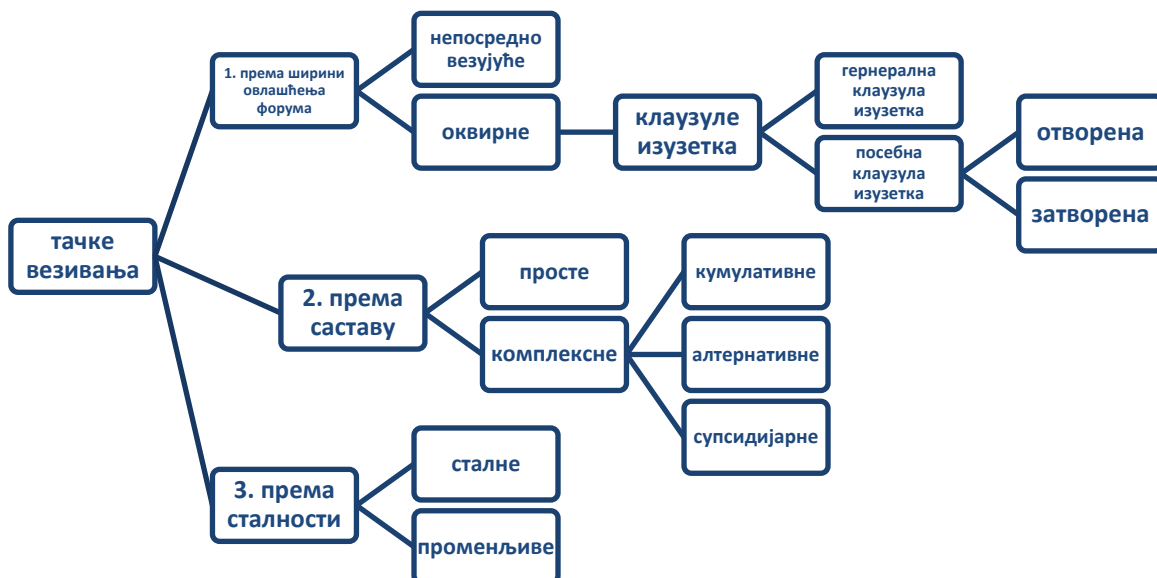 тачке
везивања
1. према ширини
овлашћења
форума
непосредно
везујуће
оквирне
клаузуле
изузетка
гернерална
клаузула
изузетка
посебна
клаузула
изузетка
отворена
затворена
2. према
саставу
просте
комплексне
кумулативне
алтернативне
супсидијарне
3. према
сталности
сталне
променљиве